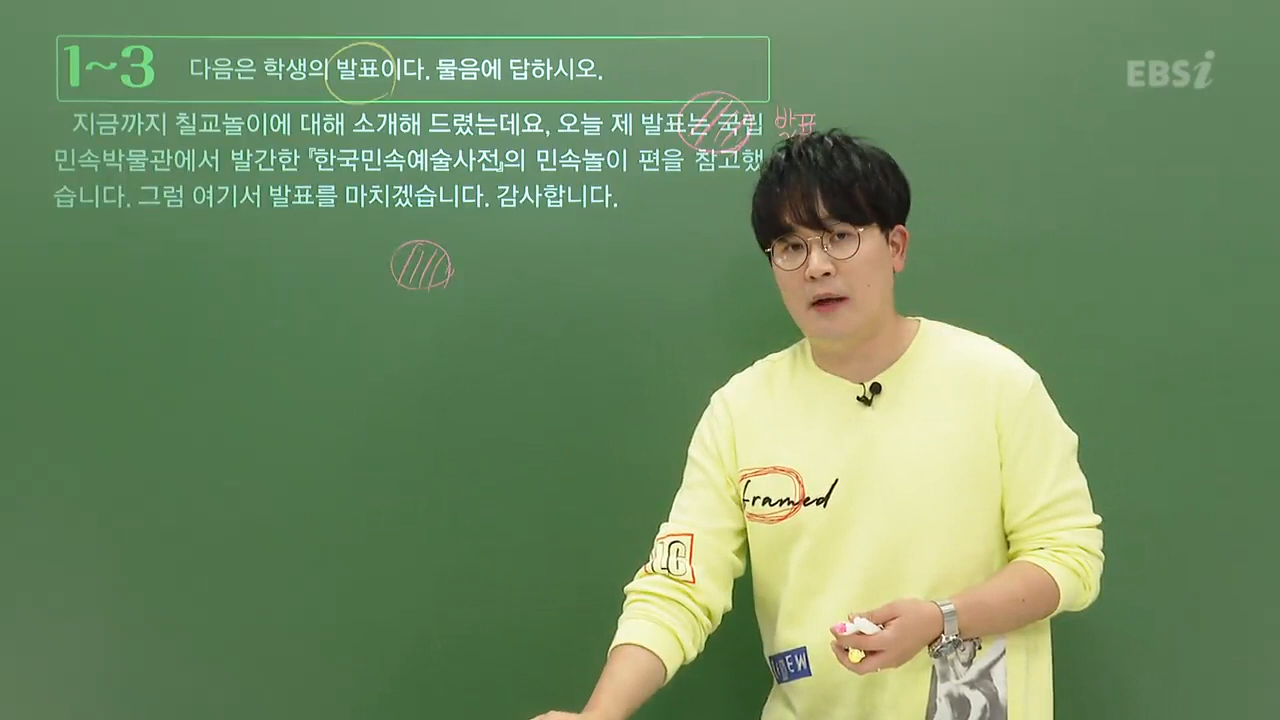 1~3 다음은 학생의 발표이다. 물음에 답하시오.
EBSi
지금까지 칠교놀이에 대해 소개해 드렸는데요, 오늘 제 발표는 국립
발표
민속박물관에서 발간한 『한국민속예술사전』의 민속놀이 편을 참고했
습니다. 그럼 여기서 발표를 마치겠습니다. 감사합니다.
framed